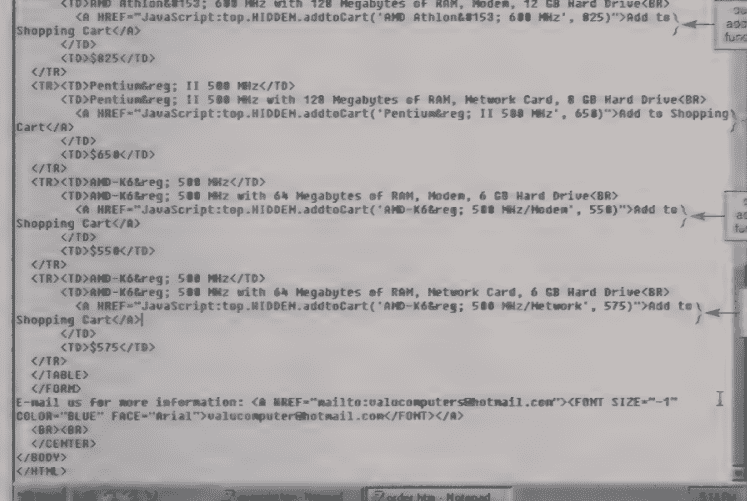 <TD>AMD Athlon&#153; 600 MHz with 128 Megabytes of RAM, Modem, 12 GB Hard Drive<BR>
<A HREF="JavaScript:top.HIDDEN.addtoCart('AMD Athlon&#153; 600 MHz', 825)">Add to
Shopping Cart</A>
</TD>
<TD>$825</TD>
</TR>
<TR><TD>Pentium&reg; II 500 MHz</TD>
<TD>Pentium&reg; II 500 MHz with 128 Megabytes of RAM, Network Card, 8 GB Hard Drive<BR>
<A HREF="JavaScript:top.HIDDEN.addtoCart('Pentium&reg; II 500 MHz', 650)">Add to Shopping
Cart</A>
</TD>
<TD>$650</TD>
</TR>
<TR><TD>AMD-K6&reg; 500 MHz</TD>
<TD>AMD-K6&reg; 500 MHz with 64 Megabytes of RAM, Modem, 6 GB Hard Drive<BR>
<A HREF="JavaScript:top.HIDDEN.addtoCart('AMD-K6&reg; 500 MHz/Modem', 550)">Add to
Shopping Cart</A>
</TD>
<TD>$550</TD>
</TR>
<TR><TD>AMD-K6&reg; 500 MHz</TD>
<TD>AMD-K6&reg; 500 MHz with 64 Megabytes of RAM, Network Card, 6 GB Hard Drive<BR>
<A HREF="JavaScript:top.HIDDEN.addtoCart('AMD-K6&reg; 500 MHz/Network', 575)">Add to
Shopping Cart</A>
</TD>
<TD>$575</TD>
</TR>
</TABLE>
</FORM>
E-mail us for more information: <A HREF="mailto:valucomputers@hotmail.com"><FONT SIZE="-1"
COLOR="BLUE" FACE="Arial">valucomputer@hotmail.com</FONT></A>
<BR><BR>
</CENTER>
</BODY>
</HTML>
order.htm - Notepad